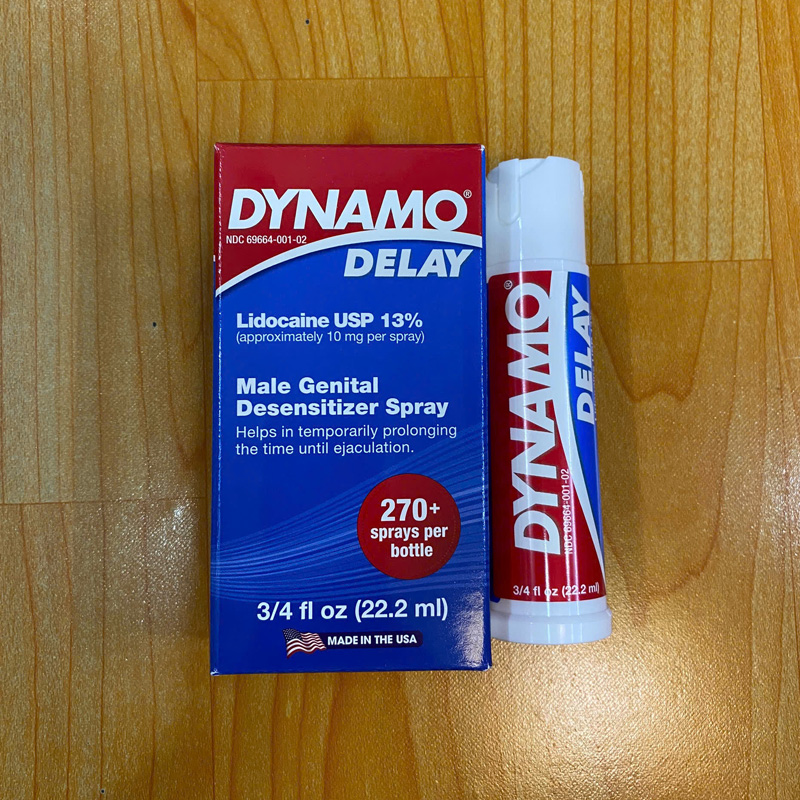 DYNAMO®
NDC 69664-001-02
DELAY
Lidocaine USP 13%
(approximately 10 mg per spray)
Male Genital
Desensitizer Spray
Helps in temporarily prolonging
the time until ejaculation.
270+
sprays per
bottle
3/4 fl oz (22.2 ml)
MADE IN THE USA
DYNAMO®
DELAY
NDC 69664-001-02
3/4 fl oz (22.2 ml)